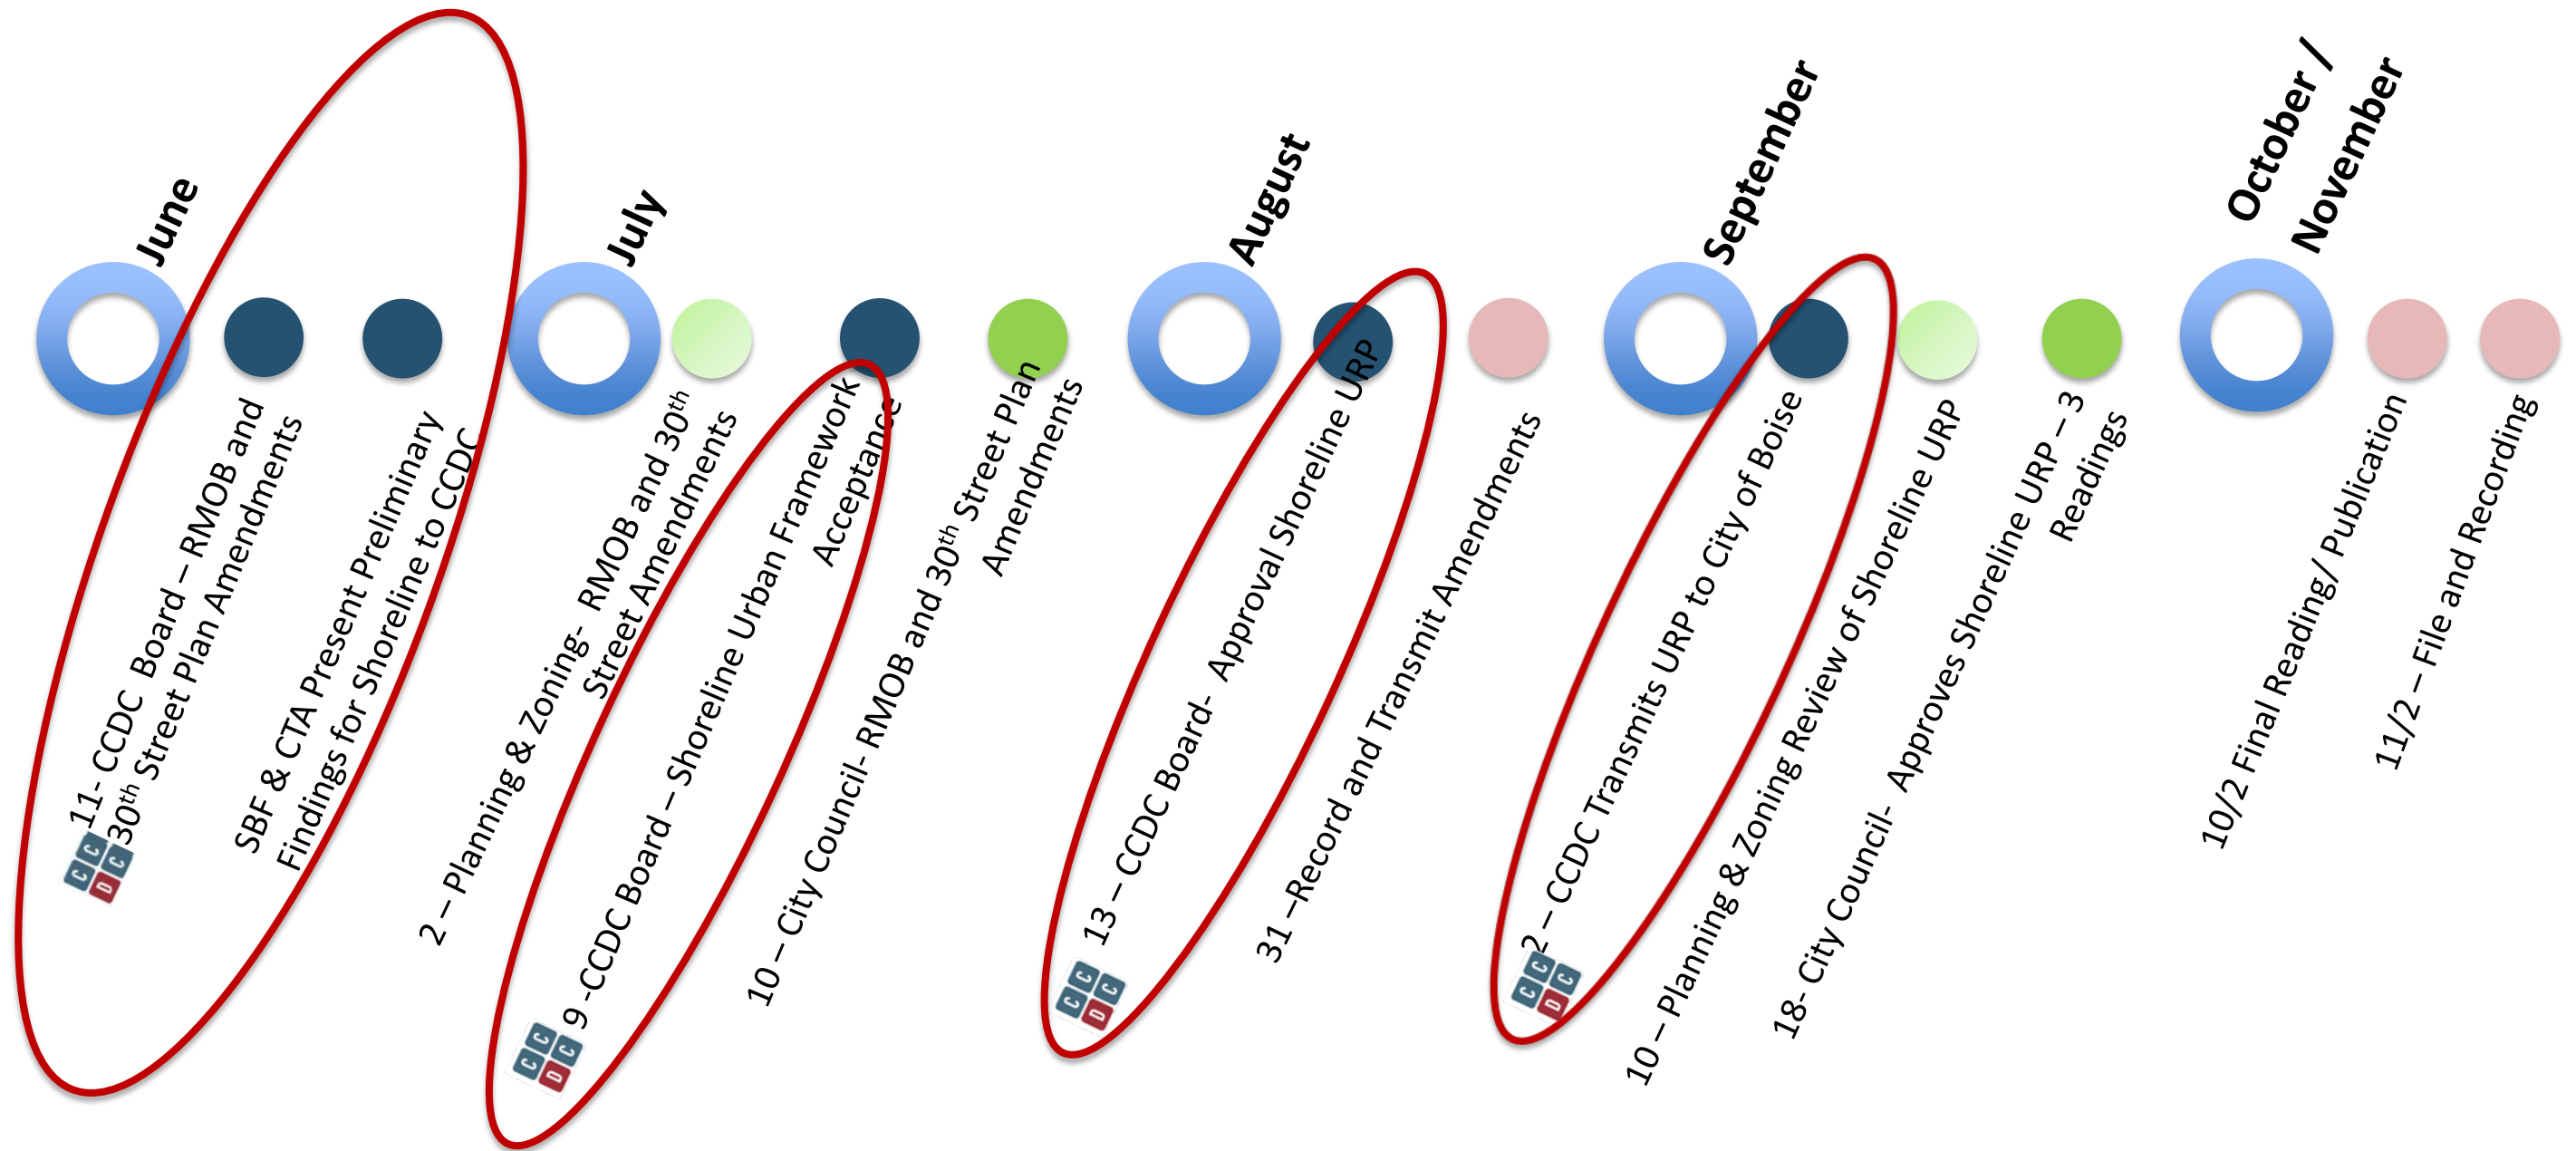 June
11- CCDC Board – RMOB and
30th Street Plan Amendments
SBF & CTA Present Preliminary
Findings for Shoreline to CCDC
July
2 – Planning & Zoning- RMOB and 30th
Street Amendments
9 -CCDC Board – Shoreline Urban Framework
Acceptance
10 – City Council- RMOB and 30th Street Plan
Amendments
August
13 – CCDC Board- Approval Shoreline URP
31 –Record and Transmit Amendments
September
2 – CCDC Transmits URP to City of Boise
10 – Planning & Zoning Review of Shoreline URP
18- City Council- Approves Shoreline URP – 3
Readings
October /
November
10/2 Final Reading/ Publication
11/2 – File and Recording
C C
D C
C C
D C
C C
D C
C C
D C